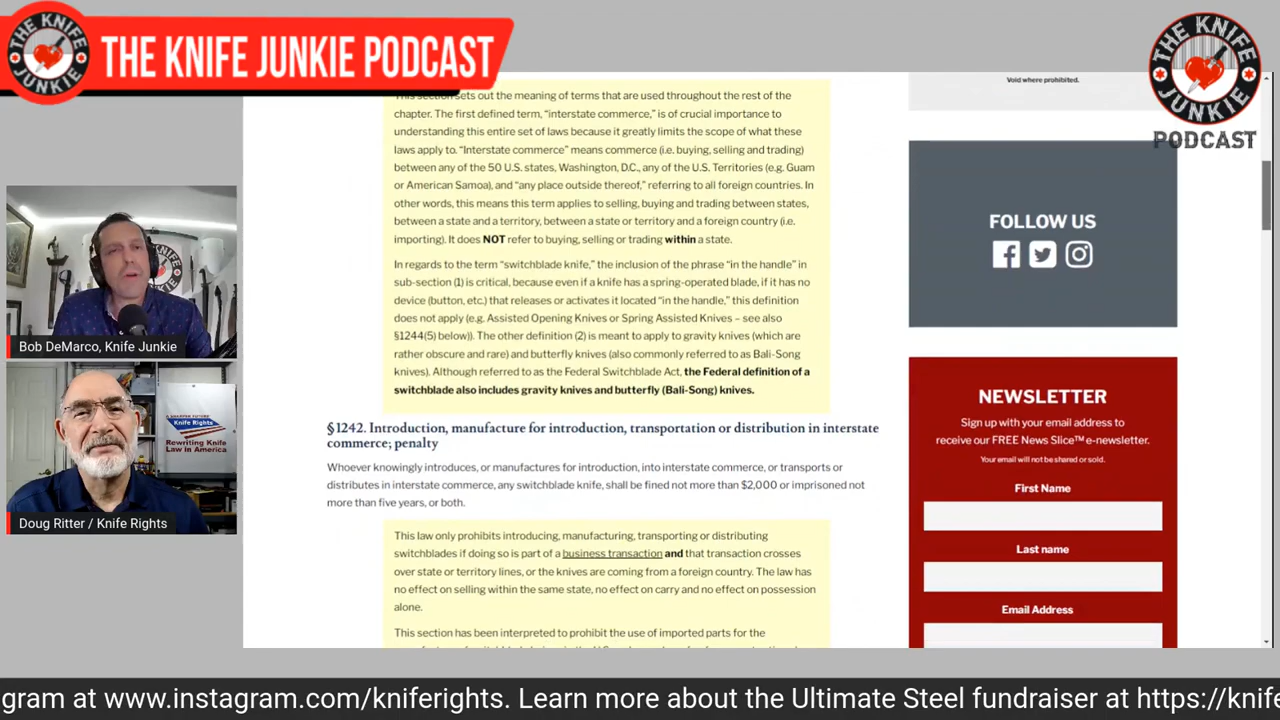 THE KNIFE JUNKIE PODCAST
THE KNIFE
JUNKIE
THE KNIFE
JUNKIE
PODCAST
This section sets out the meaning of terms that are used throughout the rest of the
chapter. The first defined term, “interstate commerce,” is of crucial importance to
understanding this entire set of laws because it greatly limits the scope of what these
laws apply to. “Interstate commerce” means commerce (i.e. buying, selling and trading)
between any of the 50 U.S. states, Washington, D.C., any of the U.S. Territories (e.g. Guam
or American Samoa), and “any place outside thereof,” referring to all foreign countries. In
other words, this means this term applies to selling, buying and trading between states,
between a state and a territory, between a state or territory and a foreign country (i.e.
importing). It does NOT refer to buying, selling or trading within a state.
In regards to the term “switchblade knife,” the inclusion of the phrase “in the handle” in
sub-section (1) is critical, because even if a knife has a spring-operated blade, if it has no
device (button, etc.) that releases or activates it located “in the handle,” this definition
does not apply (e.g. Assisted Opening Knives or Spring Assisted Knives – see also
§1244(5) below)). The other definition (2) is meant to apply to gravity knives (which are
rather obscure and rare) and butterfly knives (also commonly referred to as Bali-Song
knives). Although referred to as the Federal Switchblade Act, the Federal definition of a
switchblade also includes gravity knives and butterfly (Bali-Song) knives.
§1242. Introduction, manufacture for introduction, transportation or distribution in interstate
commerce; penalty
Whoever knowingly introduces, or manufactures for introduction, into interstate commerce, or transports or
distributes in interstate commerce, any switchblade knife, shall be fined not more than $2,000 or imprisoned not
more than five years, or both.
This law only prohibits introducing, manufacturing, transporting or distributing
switchblades if doing so is part of a business transaction and that transaction crosses
over state or territory lines, or the knives are coming from a foreign country. The law has
no effect on selling within the same state, no effect on carry and no effect on possession
alone.
This section has been interpreted to prohibit the use of imported parts for the
Void where prohibited.
FOLLOW US
NEWSLETTER
Sign up with your email address to
receive our FREE News Slice™ e-newsletter.
Your email will not be shared or sold.
First Name
Last name
Email Address
THE KNIFE
Bob DeMarco, Knife Junkie
Knife Rights
Rewriting Knife
Law in America
Doug Ritter / Knife Rights
gram at www.instagram.com/kniferights. Learn more about the Ultimate Steel fundraiser at https://knife